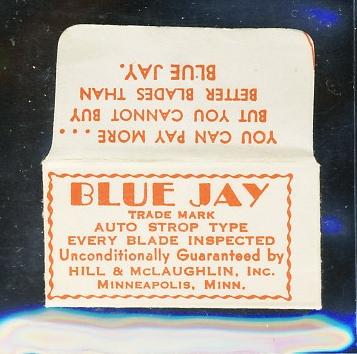 YOU CAN PAY MORE...
BUT YOU CANNOT BUY
BETTER BLADES THAN
BLUE JAY.
BLUE JAY
TRADE MARK
AUTO STROP TYPE
EVERY BLADE INSPECTED
Unconditionally Guaranteed by
HILL & McLAUGHLIN, INC.
MINNEAPOLIS, MINN.